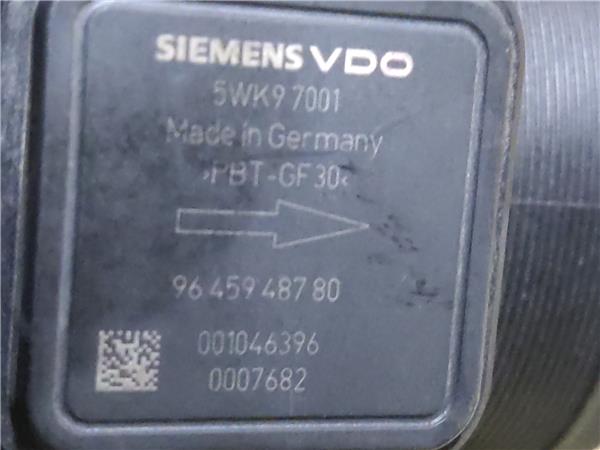 SIEMENS VDO
5WK9 7001
Made in Germany
>PBT-GF30<
96 459 487 80
001046396
0007682